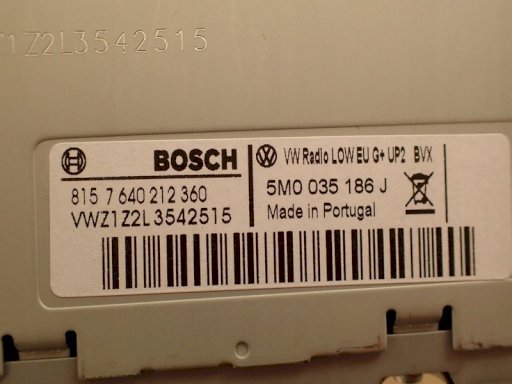 Z1Z2L3542515
BOSCH
815 7 640 212 360
VWZ1Z2L3542515
VW Radio LOW EU G+ UP2 BVX
5M0 035 186 J
Made in Portugal